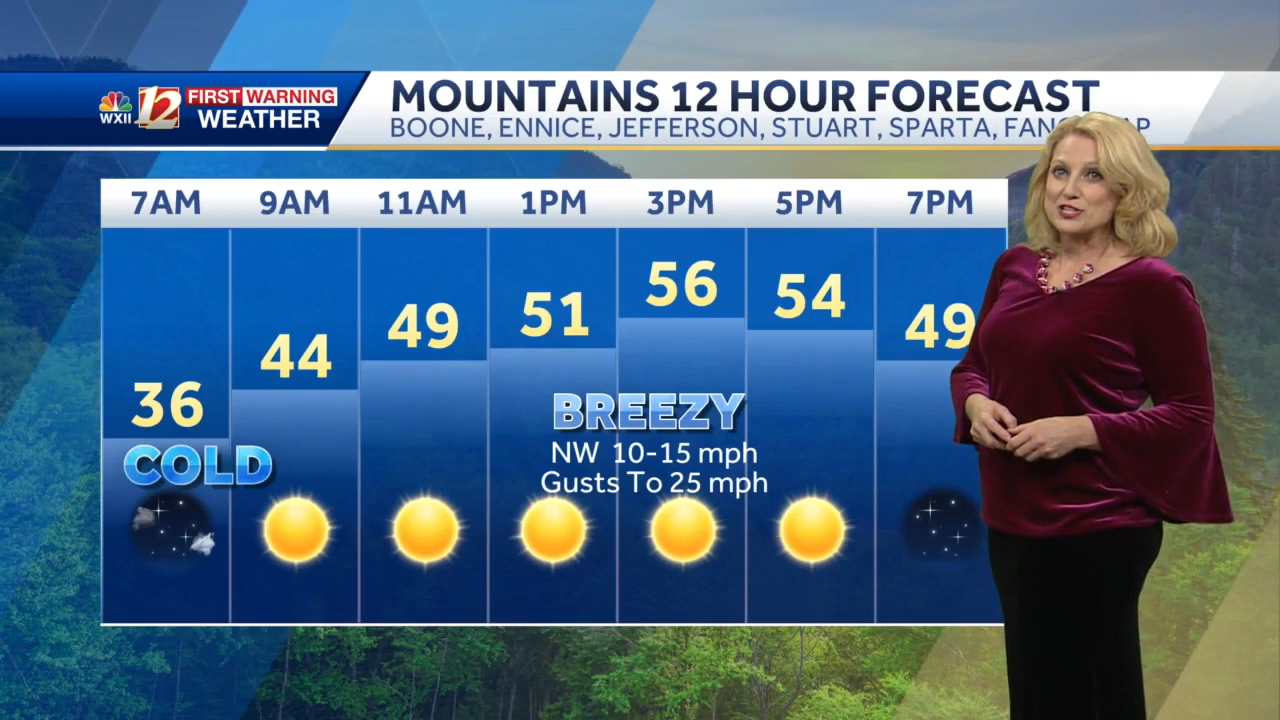 WXII 12 FIRST WARNING
WEATHER
MOUNTAINS 12 HOUR FORECAST
BOONE, ENNICE, JEFFERSON, STUART, SPARTA,
7AM 9AM 11AM 1PM 3PM 5PM 7PM
36 44 49 51 56 54 49
COLD
BREEZY
NW 10-15 mph
Gusts To 25 mph